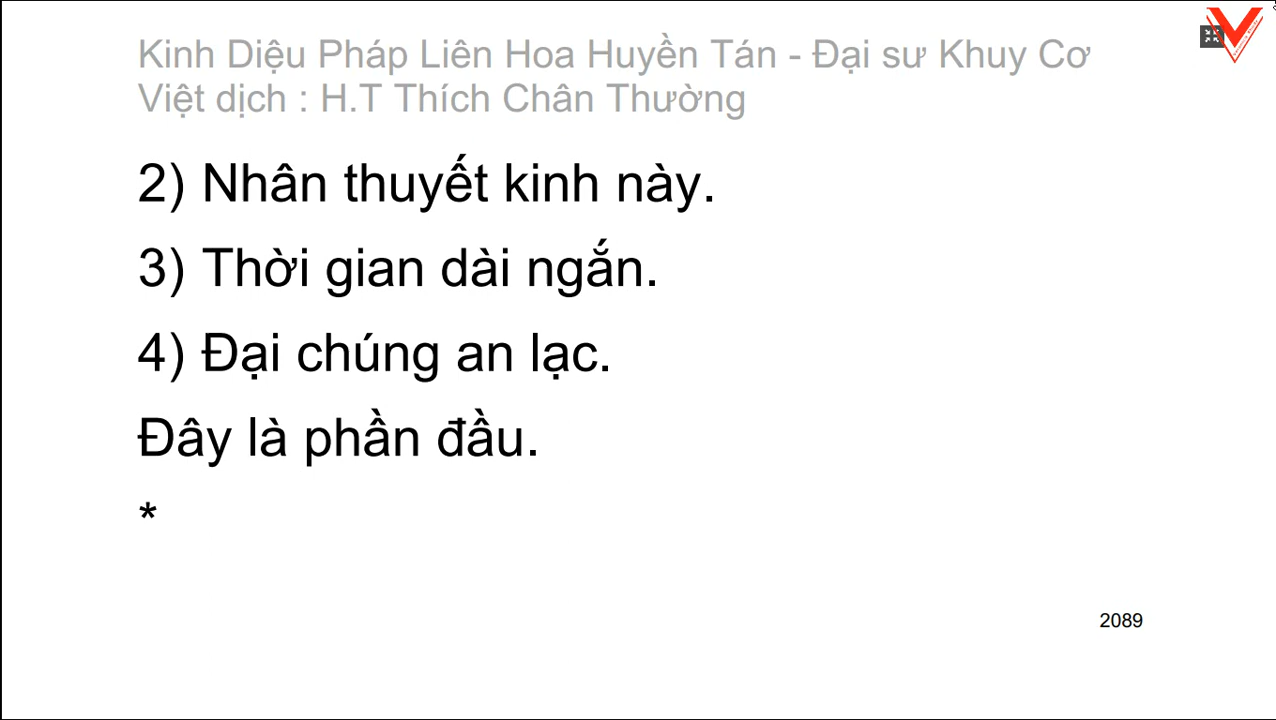 Kinh Diệu Pháp Liên Hoa Huyền Tán - Đại sư Khuy Cơ
Việt dịch : H.T Thích Chân Thường
2) Nhân thuyết kinh này.
3) Thời gian dài ngắn.
4) Đại chúng an lạc.
Đây là phần đầu.
*
2089